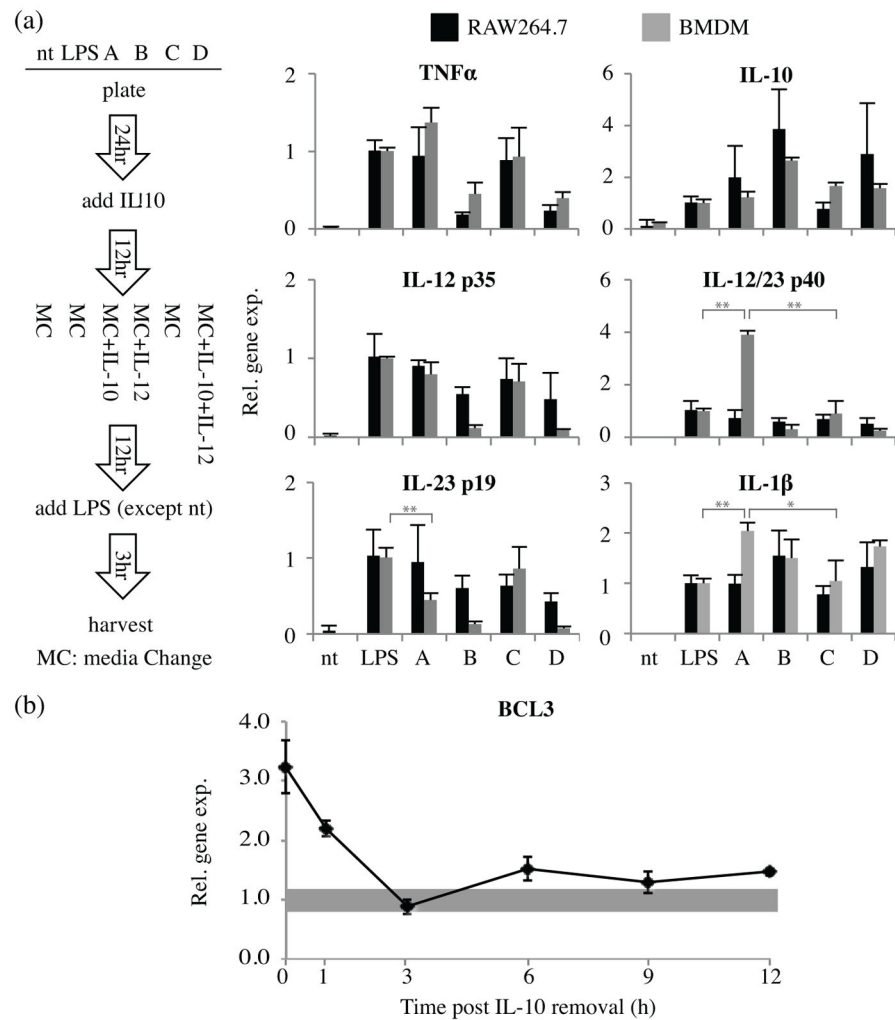 (a)
nt LPS A B C D
plate
24hr
add IL⌋10
12hr
MC
MC
MC+IL-10
MC+IL-12
MC
MC+IL-10+IL-12
12hr
add LPS (except nt)
3hr
harvest
MC: media Change
RAW264.7
BMDM
Rel. gene exp.
TNFα
2
1
0
IL-10
6
4
2
0
IL-12 p35
2
1
0
IL-12/23 p40
6
4
2
0
** **
IL-23 p19
2
1
0
**
nt LPS A B C D
IL-1β
3
2
1
0
** *
nt LPS A B C D
(b)
BCL3
Rel. gene exp.
4.0
3.0
2.0
1.0
0.0
0 1 3 6 9 12
Time post IL-10 removal (h)